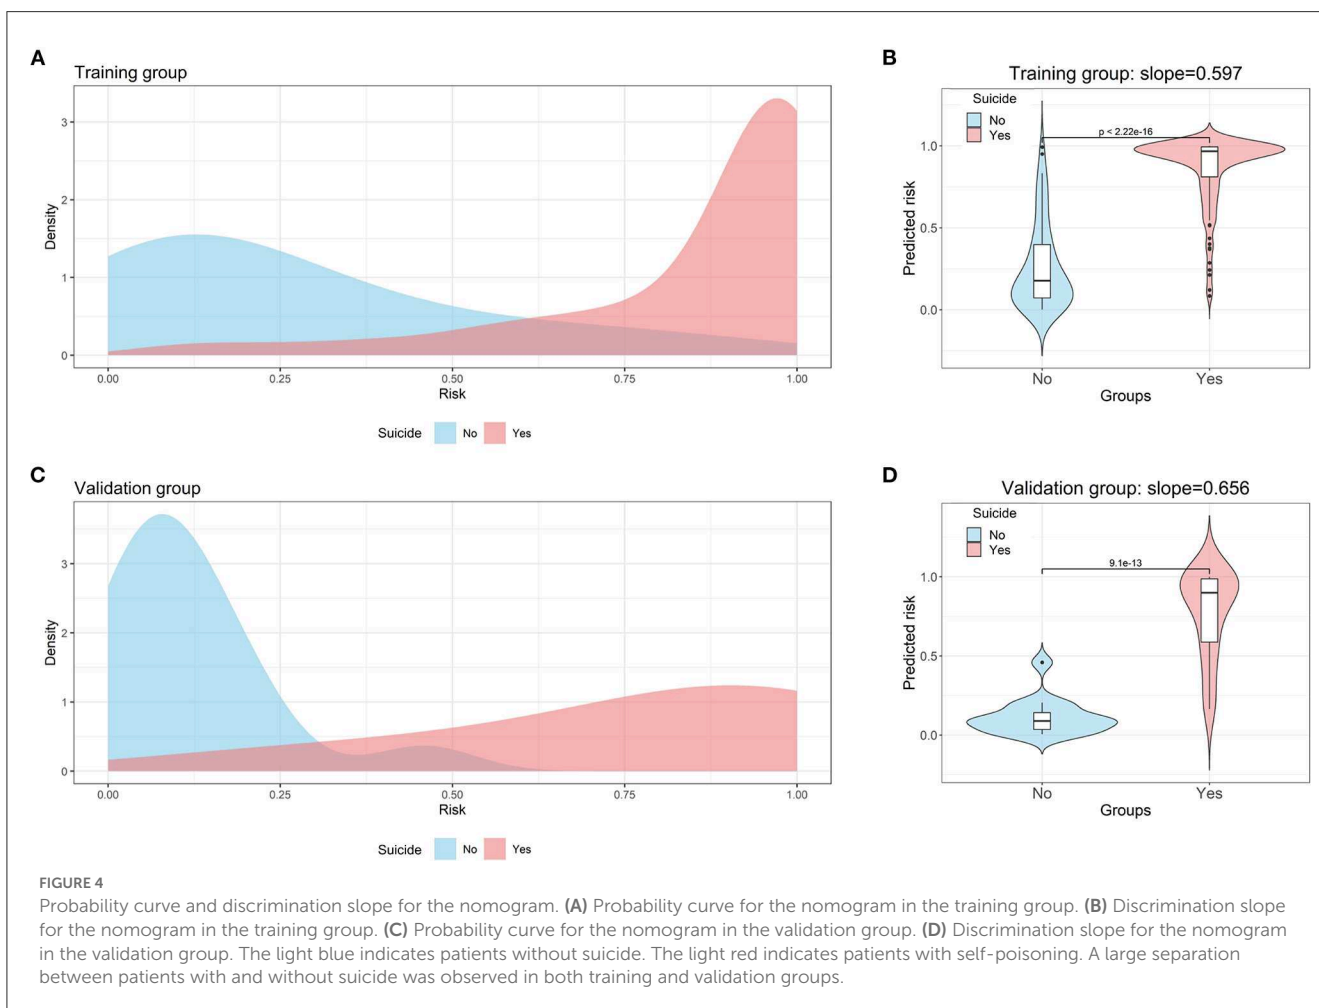 A
Training group
3
2
1
0
Density
0.00 0.25 0.50 0.75 1.00
Risk
Suicide No Yes
B
Training group: slope=0.597
Suicide
No
Yes
p < 2.22e-16
1.0
0.5
0.0
Predicted risk
No Yes
Groups
C
Validation group
3
2
1
0
Density
0.00 0.25 0.50 0.75 1.00
Risk
Suicide No Yes
D
Validation group: slope=0.656
Suicide
No
Yes
9.1e-13
1.0
0.5
0.0
Predicted risk
No Yes
Groups
FIGURE 4
Probability curve and discrimination slope for the nomogram. (A) Probability curve for the nomogram in the training group. (B) Discrimination slope
for the nomogram in the training group. (C) Probability curve for the nomogram in the validation group. (D) Discrimination slope for the nomogram
in the validation group. The light blue indicates patients without suicide. The light red indicates patients with self-poisoning. A large separation
between patients with and without suicide was observed in both training and validation groups.